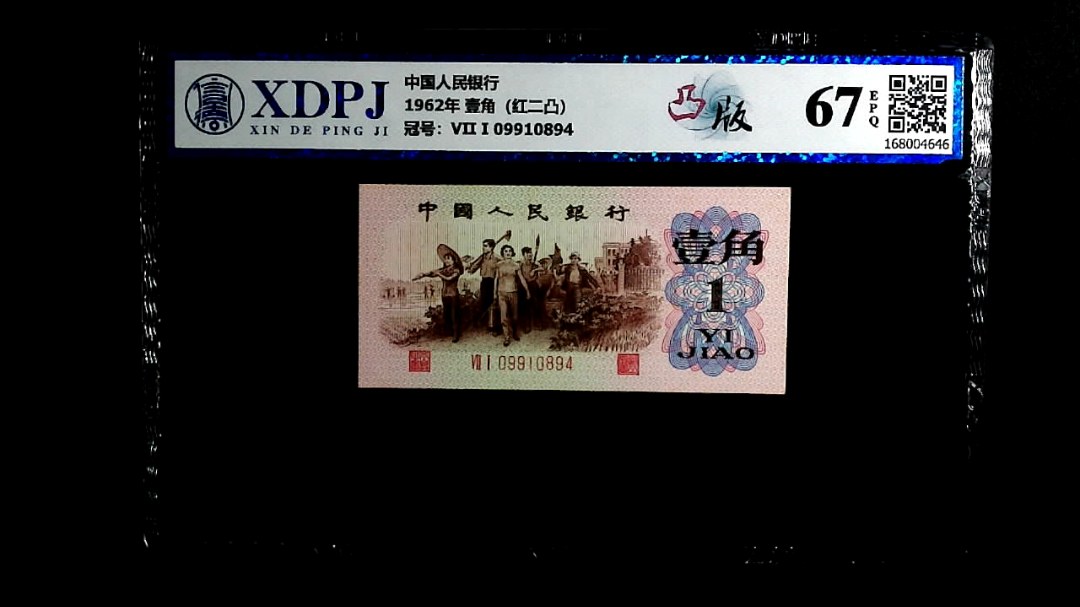 XDPJ
XIN DE PING JI
中国人民银行
1962年 壹角（红二凸）
冠号：VII I 09910894
凸版
67
EPQ
168004646
中國人民銀行
壹角
1
YI
JIAO
VII I 09910894